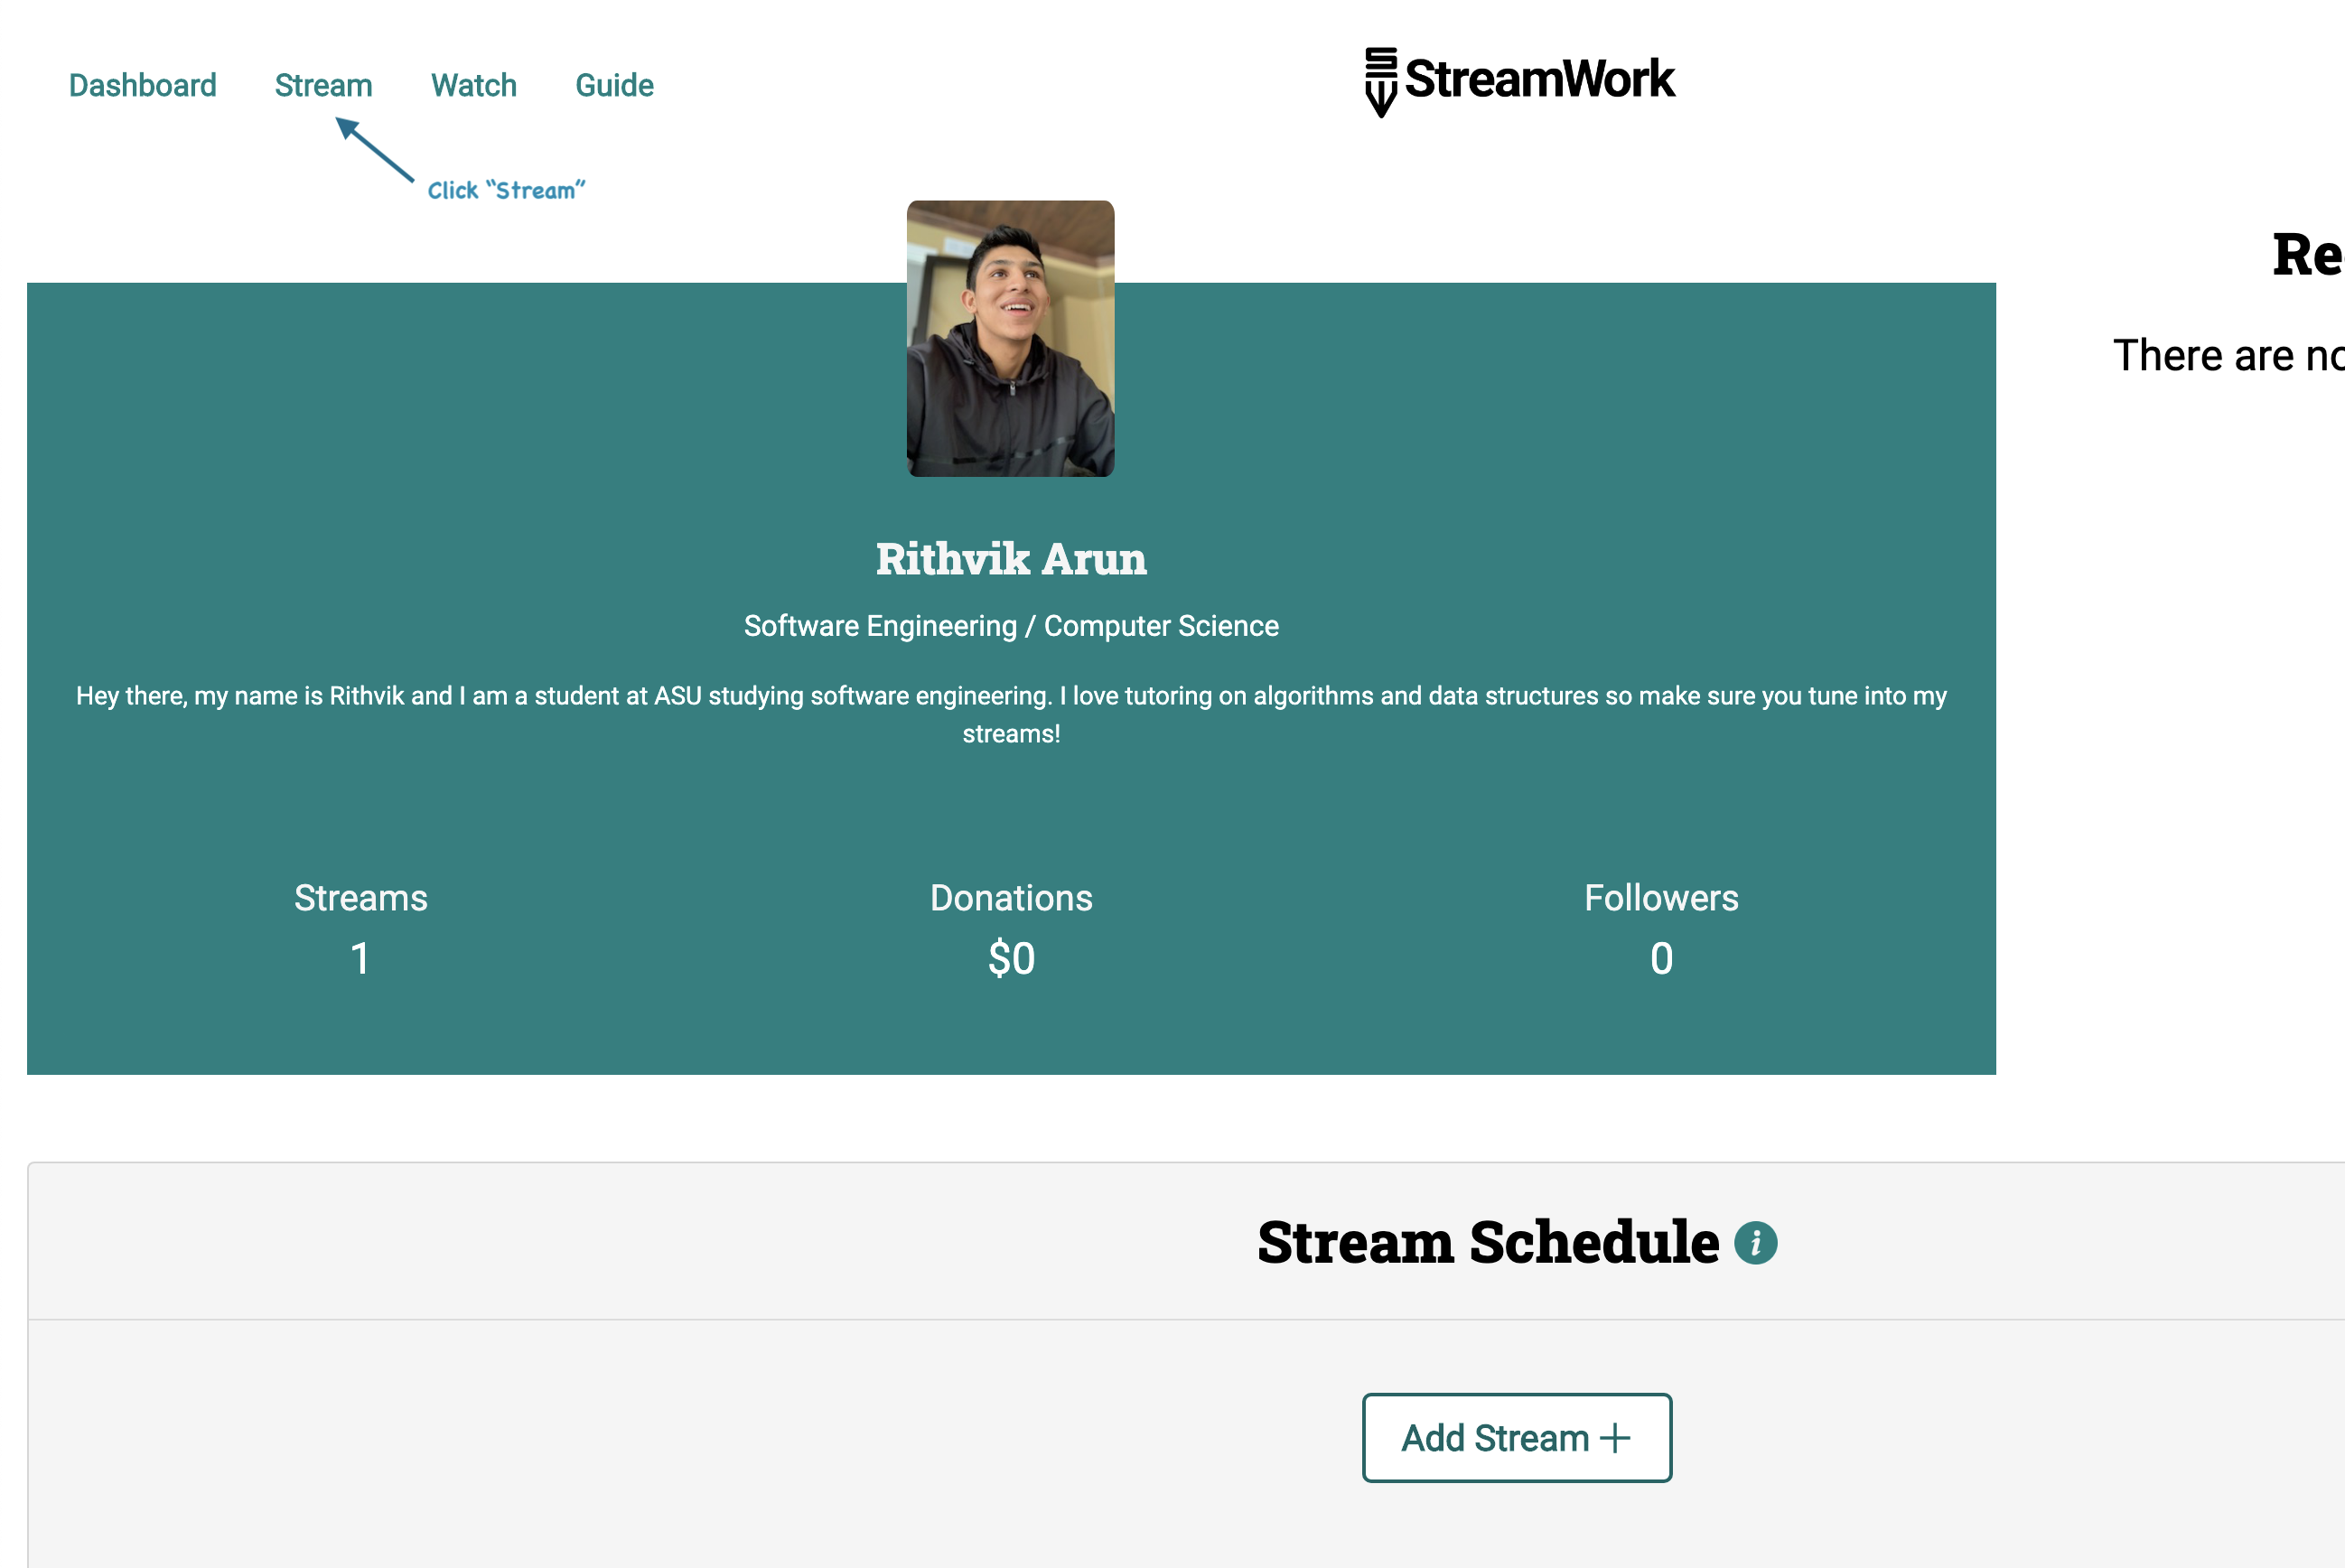 Dashboard Stream Watch Guide
StreamWork
Click “Stream”
Re
There are no
Rithvik Arun
Software Engineering / Computer Science
Hey there, my name is Rithvik and I am a student at ASU studying software engineering. I love tutoring on algorithms and data structures so make sure you tune into my
streams!
Streams Donations Followers
1 $0 0
Stream Schedule i
Add Stream +